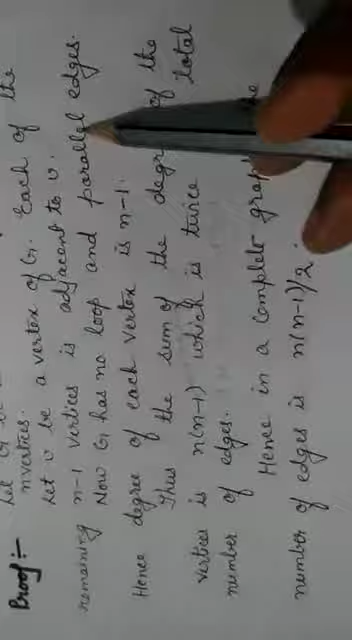 Proof :- Let G be
n vertices.
Let v be a vertex of G. Each of the
remaining n-1 vertices is adjacent to v.
Now G has no loop and parallel edges.
Hence degree of each vertex is n-1.
Thus the sum of the degr of the
vertices is n(n-1) which is twice total
number of edges.
Hence in a complete grap
number of edges is n(n-1)/2.